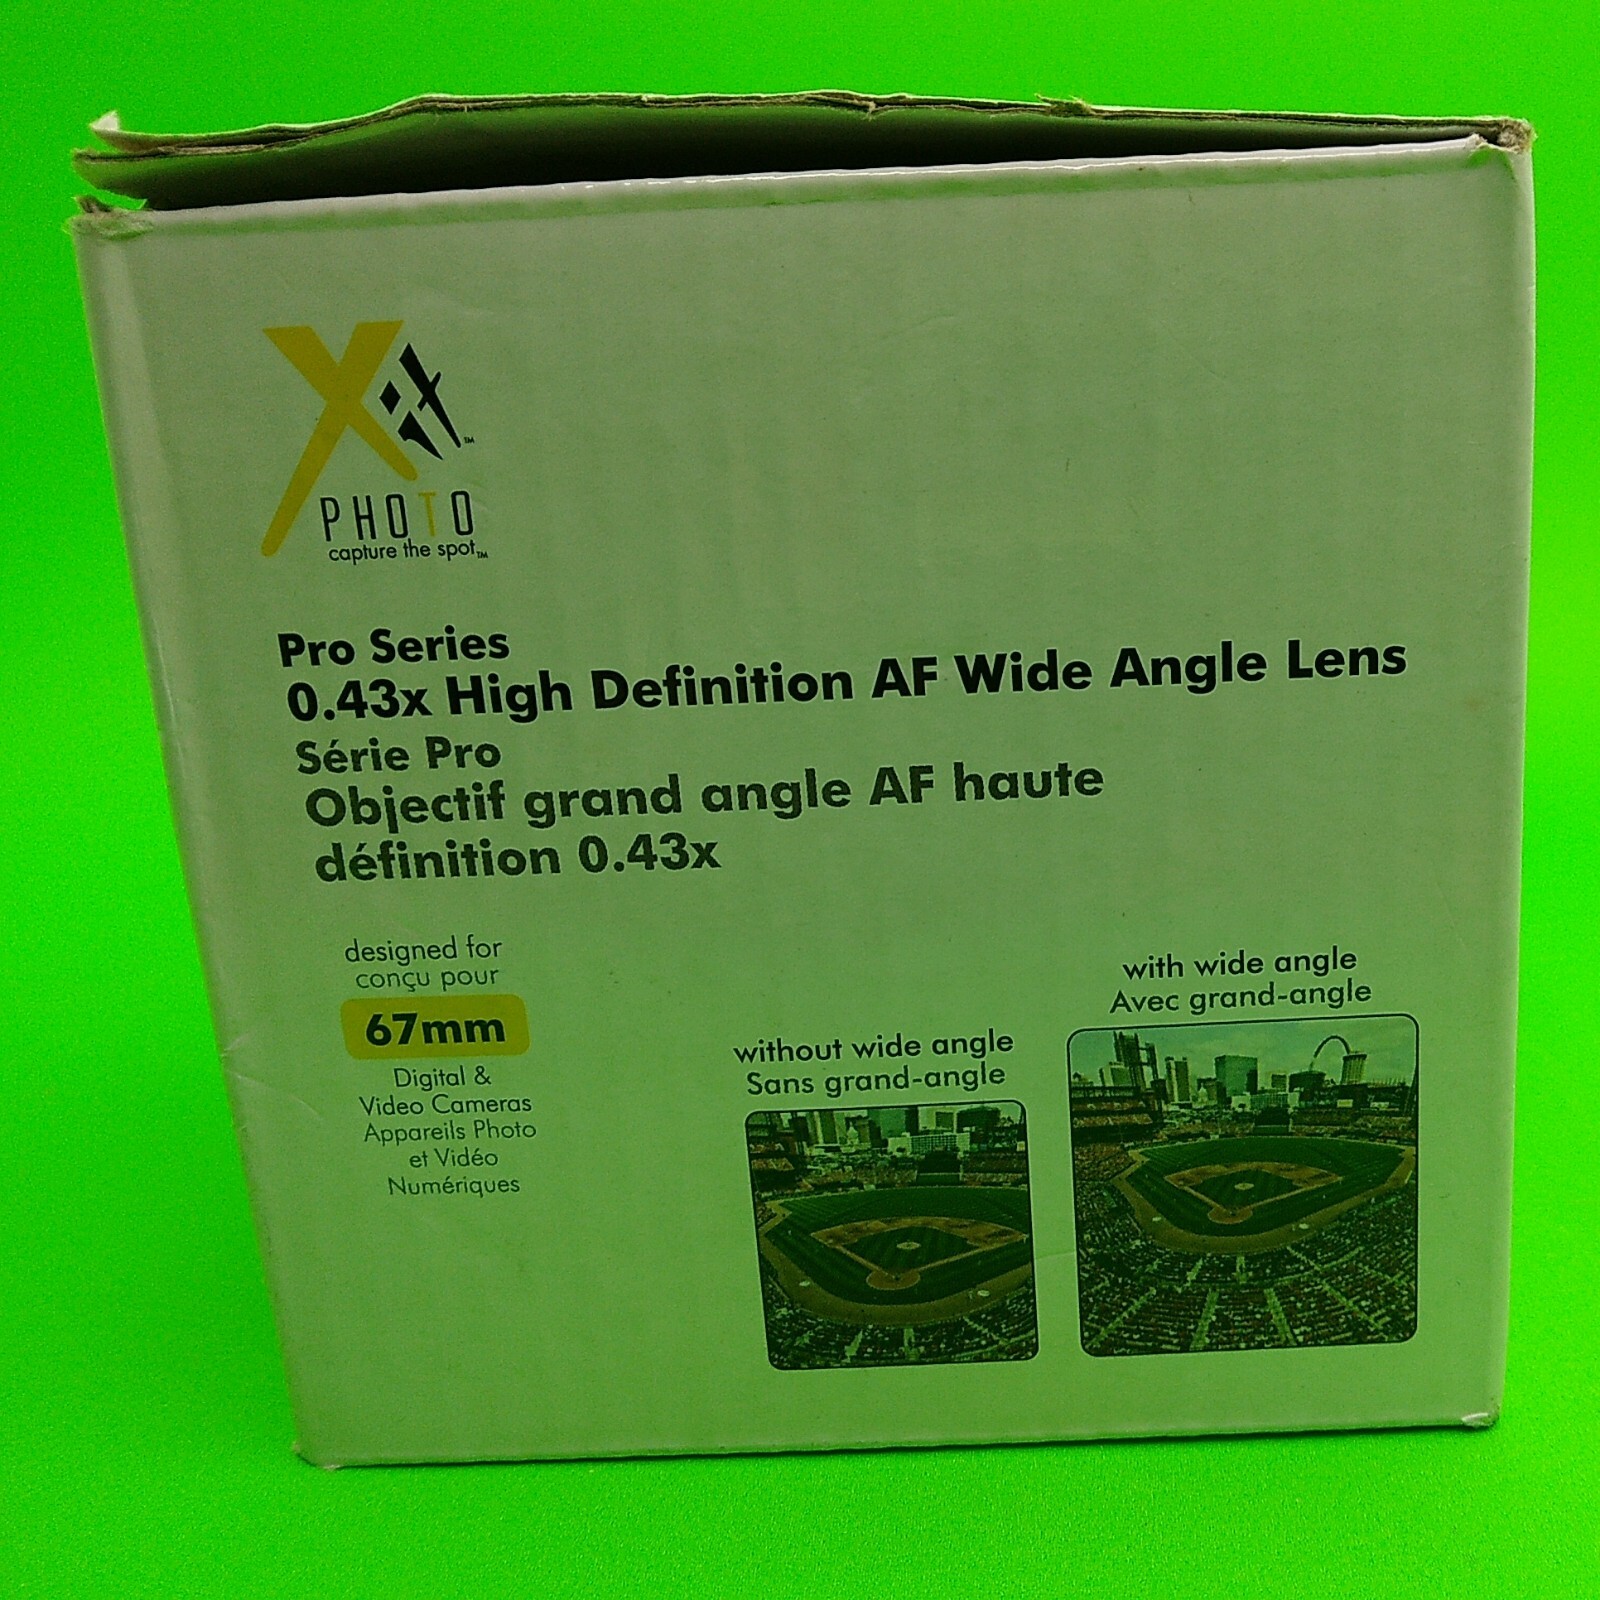 Xit™
PHOTO
capture the spot™
Pro Series
0.43x High Definition AF Wide Angle Lens
Série Pro
Objectif grand angle AF haute
définition 0.43x
designed for
conçu pour
67mm
Digital &
Video Cameras
Appareils Photo
et Vidéo
Numériques
without wide angle
Sans grand-angle
with wide angle
Avec grand-angle